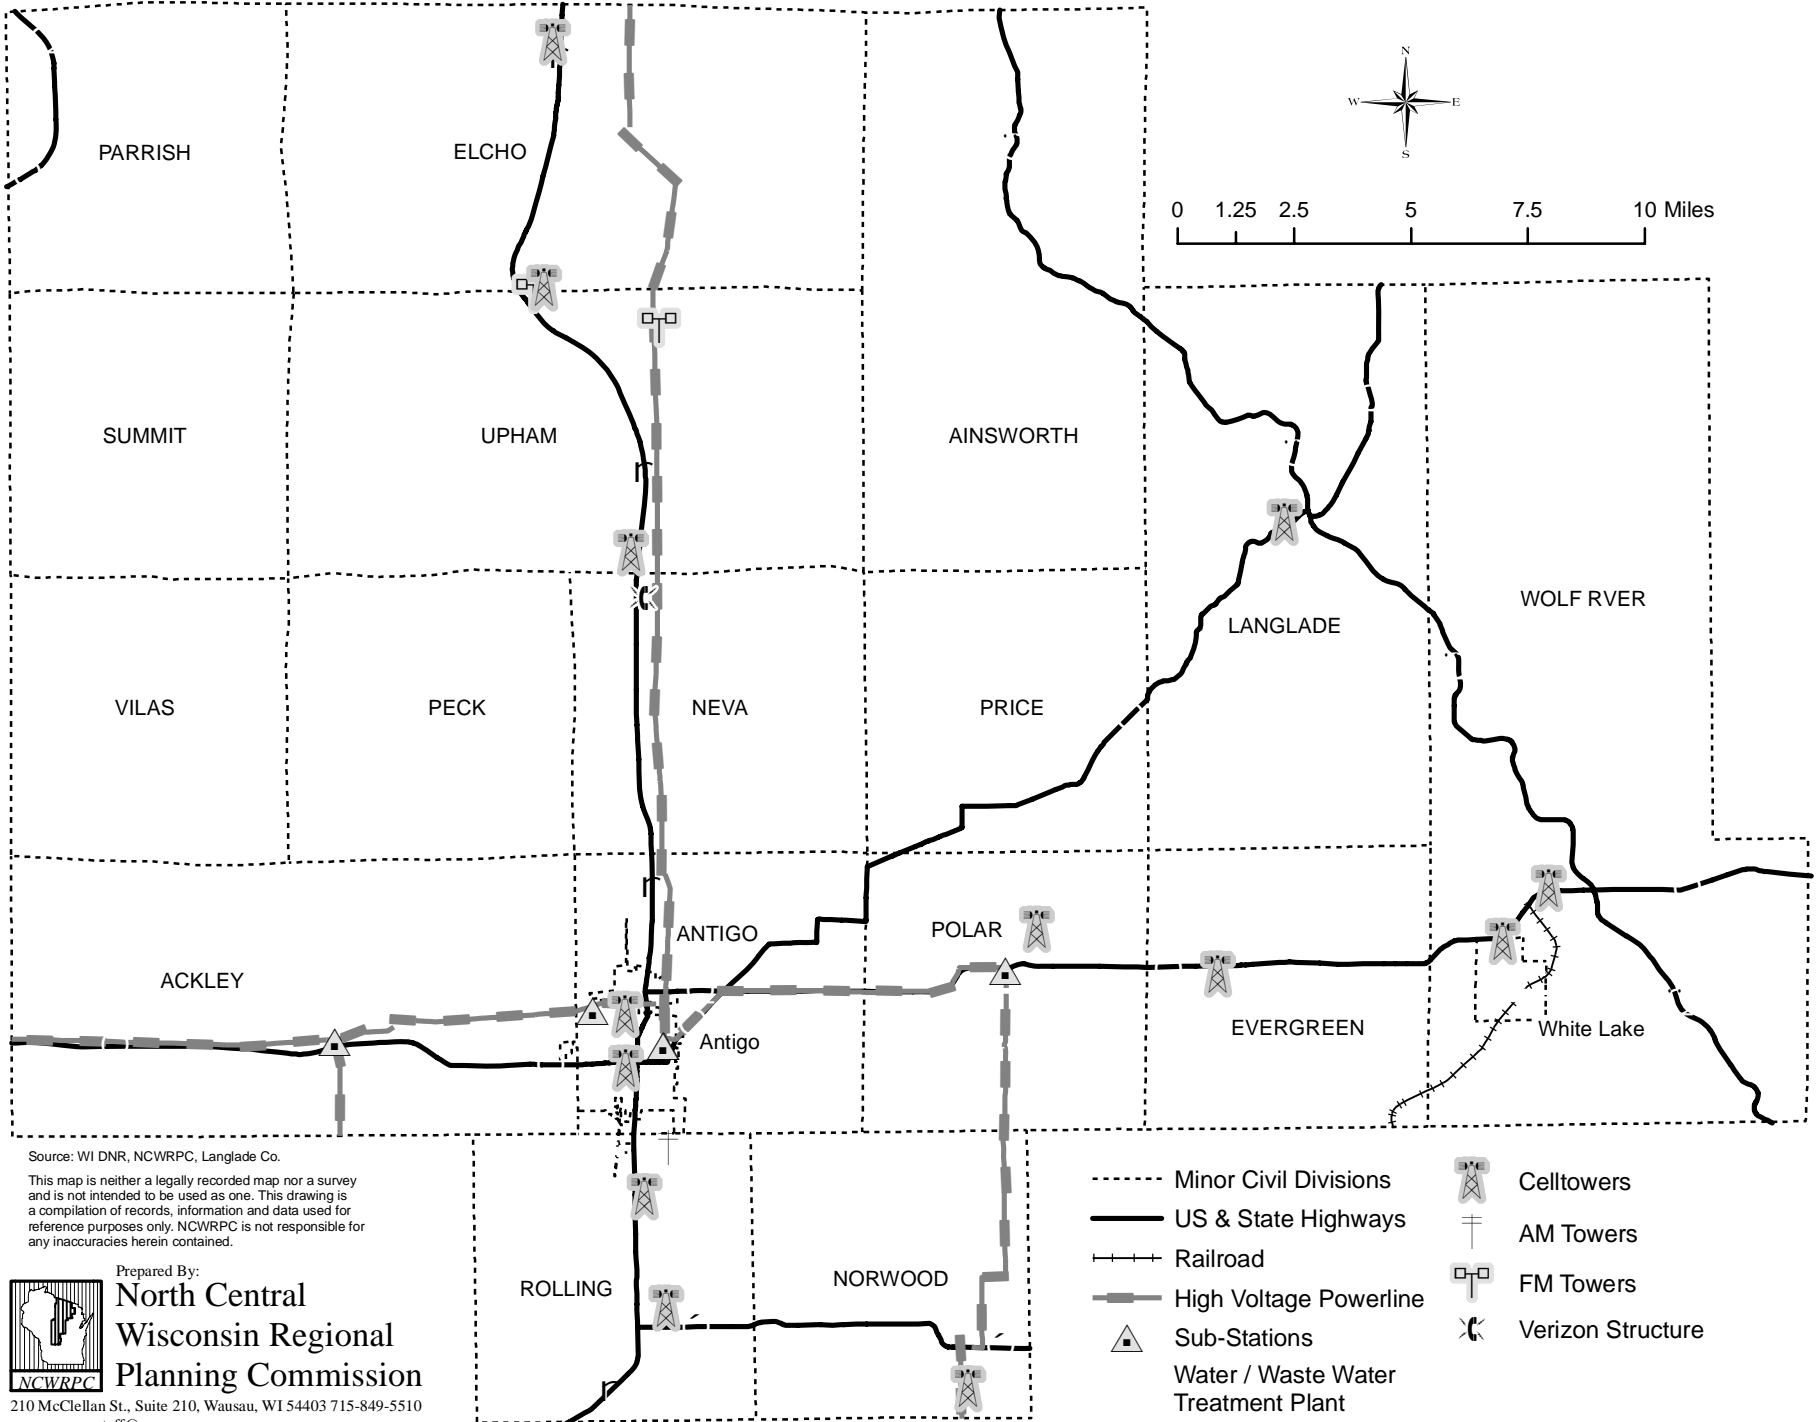 N
W E
S
0 1.25 2.5 5 7.5 10 Miles
PARRISH
ELCHO
SUMMIT
UPHAM
AINSWORTH
LANGLADE
WOLF RVER
VILAS
PECK
NEVA
PRICE
ACKLEY
ANTIGO
POLAR
Antigo
EVERGREEN
White Lake
ROLLING
NORWOOD
Source: WI DNR, NCWRPC, Langlade Co.
This map is neither a legally recorded map nor a survey
and is not intended to be used as one. This drawing is
a compilation of records, information and data used for
reference purposes only. NCWRPC is not responsible for
any inaccuracies herein contained.
Prepared By:
North Central
Wisconsin Regional
Planning Commission
NCWRPC
210 McClellan St., Suite 210, Wausau, WI 54403 715-849-5510
Minor Civil Divisions
US & State Highways
Railroad
High Voltage Powerline
Sub-Stations
Water / Waste Water
Treatment Plant
Celltowers
AM Towers
FM Towers
Verizon Structure